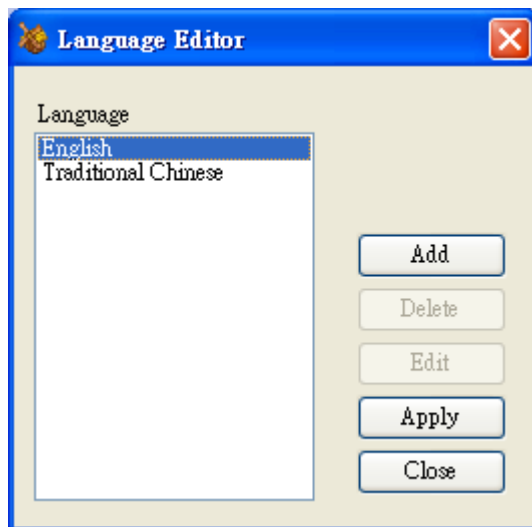 Language Editor
Language
English
Traditional Chinese
Add
Delete
Edit
Apply
Close